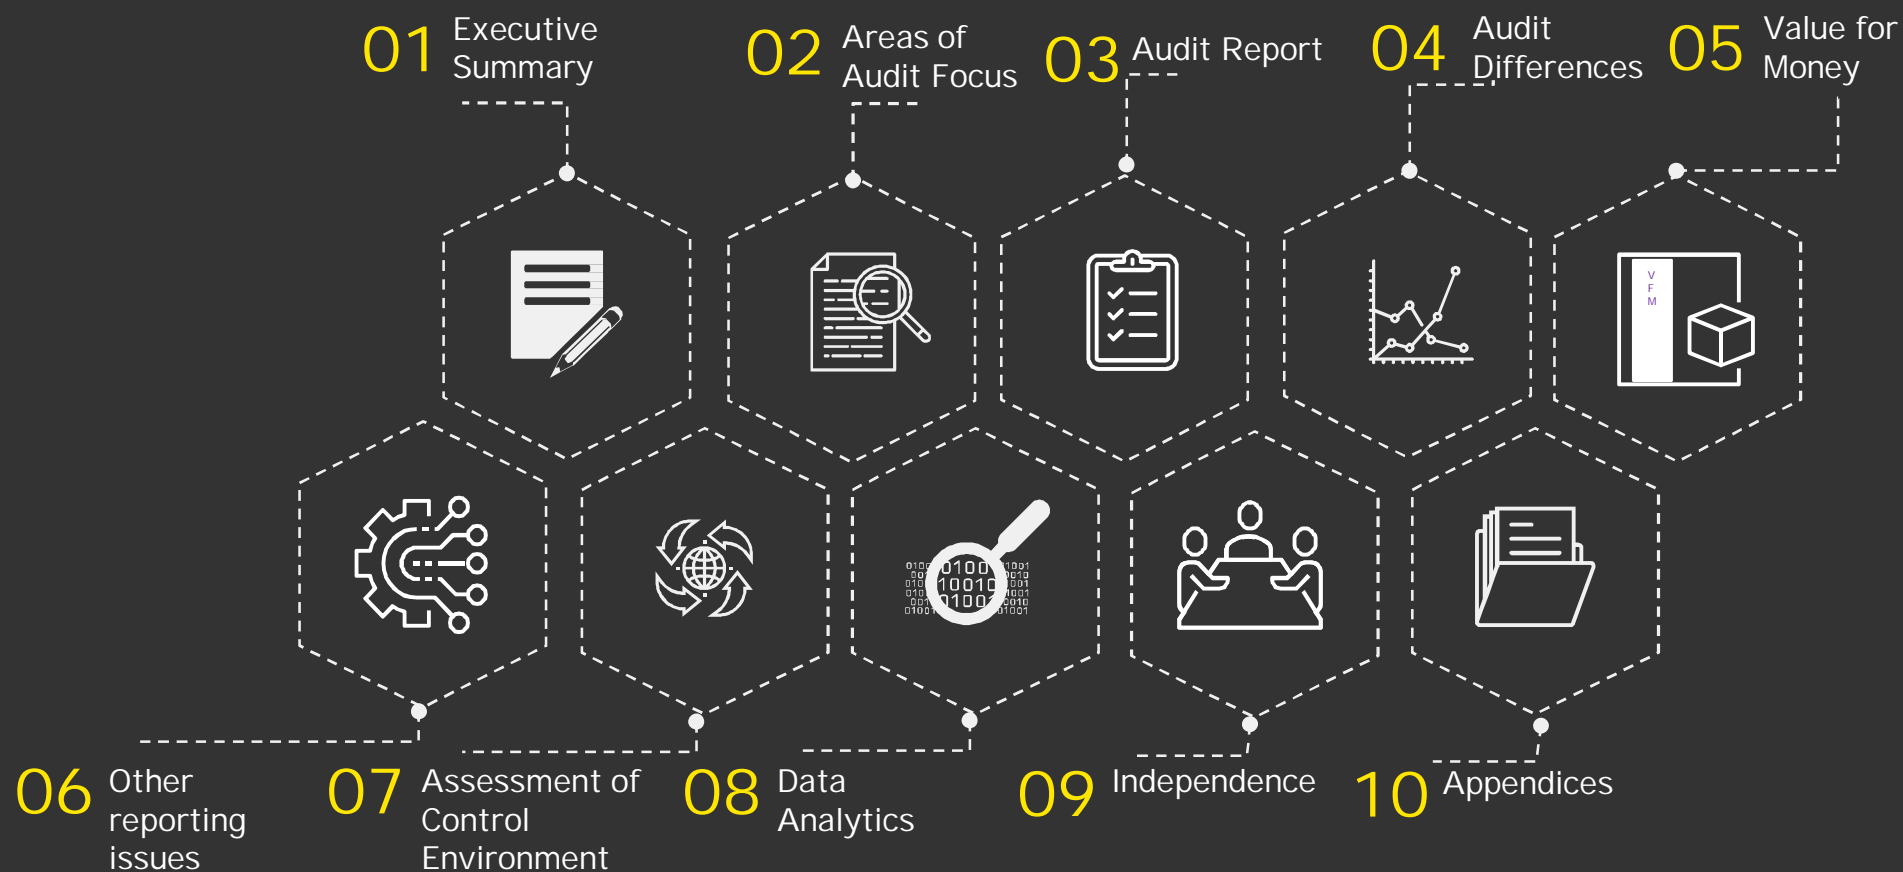 01 Executive
Summary
02 Areas of
Audit Focus
03 Audit Report
04 Audit
Differences
05 Value for
Money
V
F
M
06 Other
reporting
issues
07 Assessment of
Control
Environment
08 Data
Analytics
09 Independence
10 Appendices